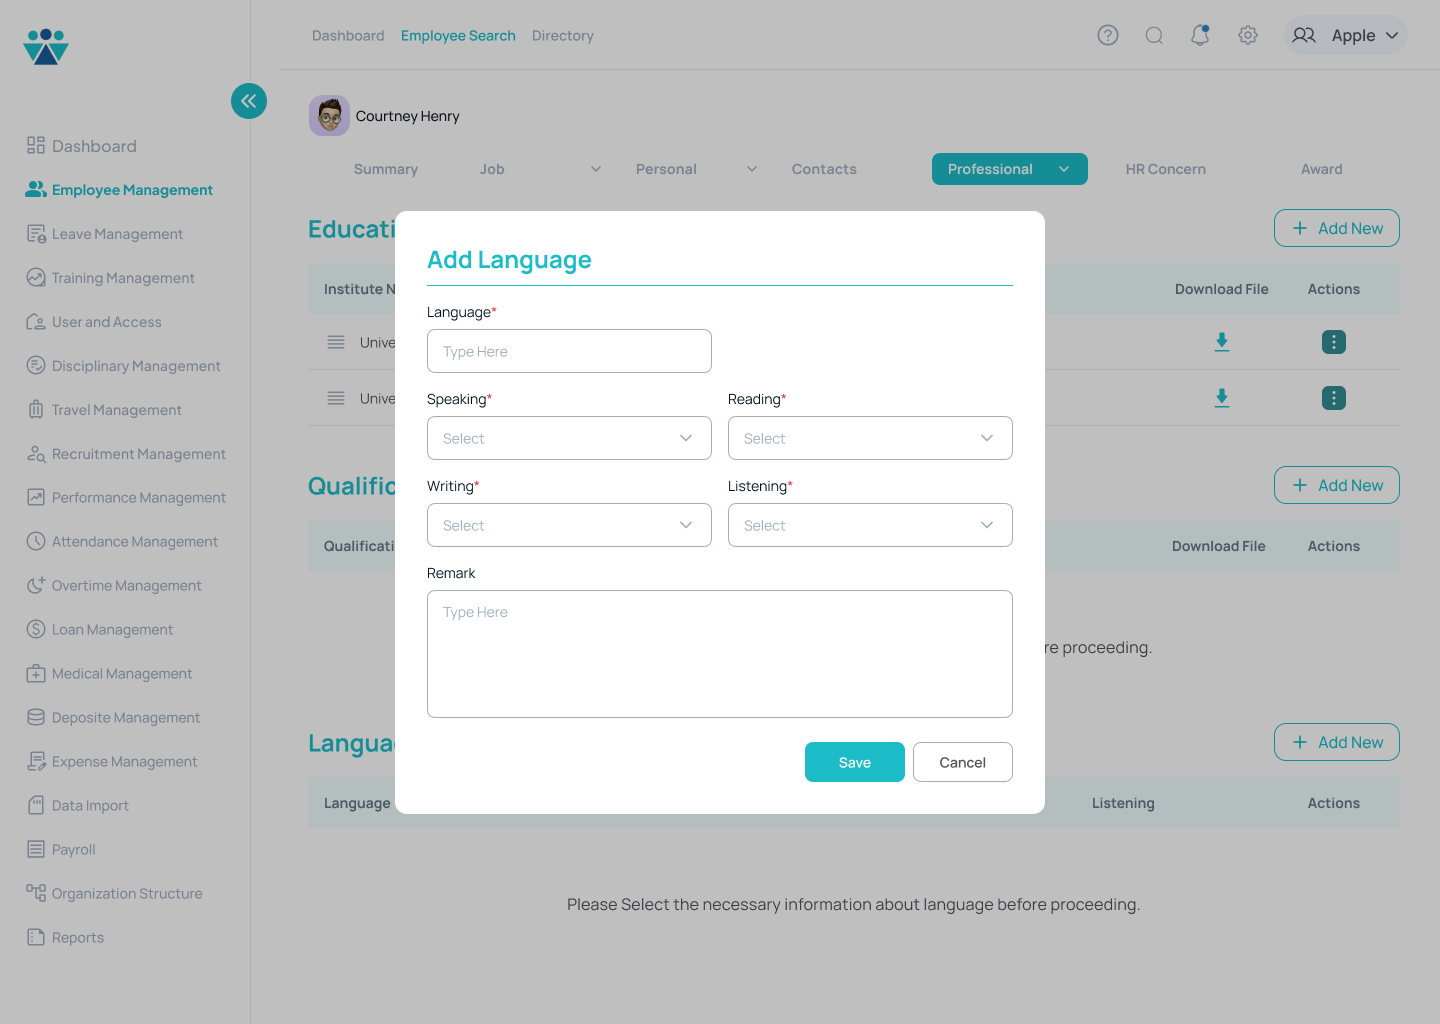 Dashboard Employee Search Directory Apple
Courtney Henry
Summary Job Personal Contacts Professional HR Concern Award
Dashboard
Employee Management
Leave Management
Training Management
User and Access
Disciplinary Management
Travel Management
Recruitment Management
Performance Management
Attendance Management
Overtime Management
Loan Management
Medical Management
Deposite Management
Expense Management
Data Import
Payroll
Organization Structure
Reports
Educati Add New
Institute N Download File Actions
Unive
Unive
Qualific Add New
Qualificati Download File Actions
re proceeding.
Langua Add New
Language Listening Actions
Please Select the necessary information about language before proceeding.
Add Language
Language*
Type Here
Speaking* Reading*
Select Select
Writing* Listening*
Select Select
Remark
Type Here
Save Cancel